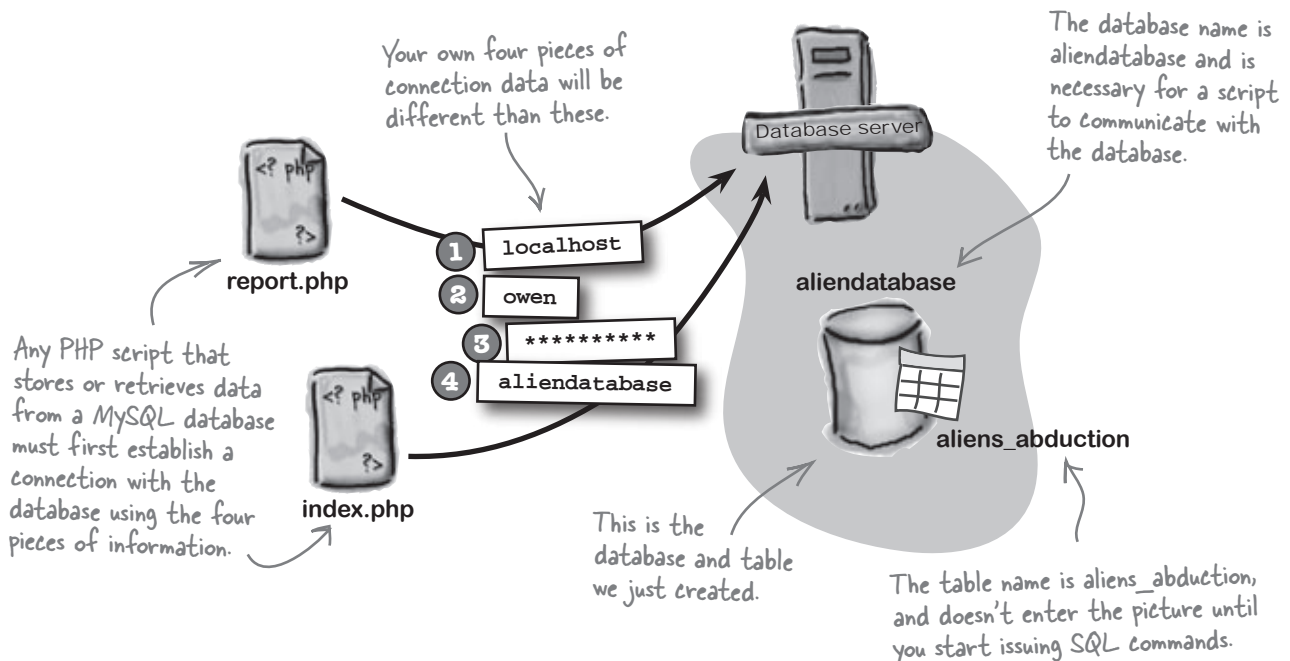 Your own four pieces of
connection data will be
different than these.
The database name is
aliendatabase and is
necessary for a script
to communicate with
the database.
Database server
<? php
?>
report.php
1 localhost
2 owen
3 **********
4 aliendatabase
aliendatabase
aliens_abduction
Any PHP script that
stores or retrieves data
from a MySQL database
must first establish a
connection with the
database using the four
pieces of information.
<? php
?>
index.php
This is the
database and table
we just created.
The table name is aliens_abduction,
and doesn't enter the picture until
you start issuing SQL commands.